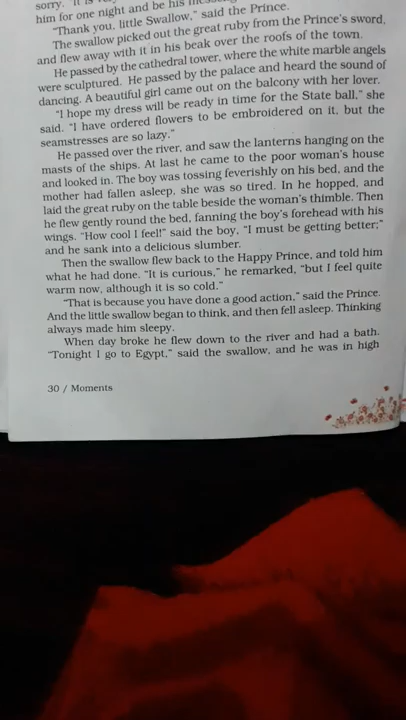 sorry. "It is
him for one night and be his
"Thank you, little Swallow," said the Prince.
The swallow picked out the great ruby from the Prince's sword,
and flew away with it in his beak over the roofs of the town.
He passed by the cathedral tower, where the white marble angels
were sculptured. He passed by the palace and heard the sound of
dancing. A beautiful girl came out on the balcony with her lover.
"I hope my dress will be ready in time for the State ball," she
said. "I have ordered flowers to be embroidered on it, but the
seamstresses are so lazy."
He passed over the river, and saw the lanterns hanging on the
masts of the ships. At last he came to the poor woman's house
and looked in. The boy was tossing feverishly on his bed, and the
mother had fallen asleep, she was so tired. In he hopped, and
laid the great ruby on the table beside the woman's thimble. Then
he flew gently round the bed, fanning the boy's forehead with his
wings. "How cool I feel!" said the boy, "I must be getting better;"
and he sank into a delicious slumber.
Then the swallow flew back to the Happy Prince, and told him
what he had done. "It is curious," he remarked, "but I feel quite
warm now, although it is so cold."
"That is because you have done a good action," said the Prince.
And the little swallow began to think, and then fell asleep. Thinking
always made him sleepy.
When day broke he flew down to the river and had a bath.
"Tonight I go to Egypt," said the swallow, and he was in high
30 / Moments